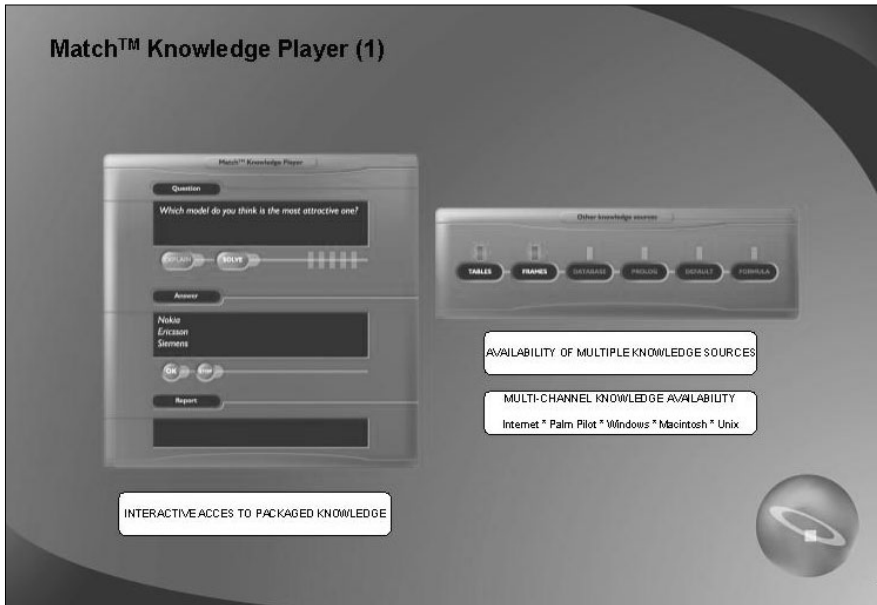 Match™ Knowledge Player (1)
Match™ Knowledge Player
Question
Which model do you think is the most attractive one?
EXPLAIN SOLVE
Answer
Nokia
Ericsson
Siemens
OK STOP
Report
INTERACTIVE ACCES TO PACKAGED KNOWLEDGE
Other knowledge sources
TABLES FRAMES DATABASE PROLOG DEFAULT FORMULA
AVAILABILITY OF MULTIPLE KNOWLEDGE SOURCES
MULTI-CHANNEL KNOWLEDGE AVAILABILITY
Internet * Palm Pilot * Windows * Macintosh * Unix